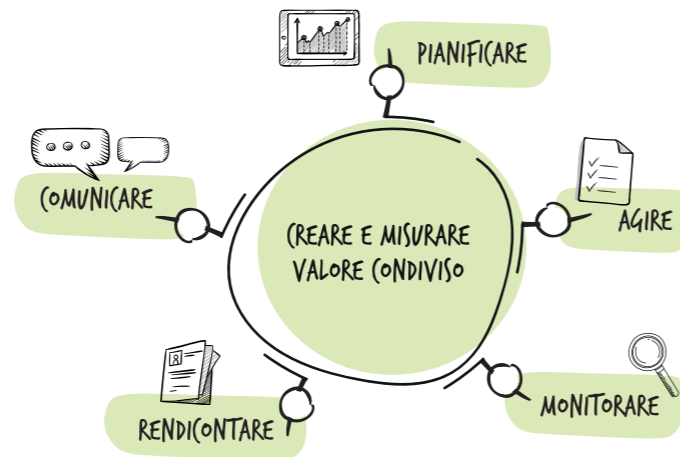 PIANIFICARE
COMUNICARE
AGIRE
CREARE E MISURARE
VALORE CONDIVISO
MONITORARE
RENDICONTARE